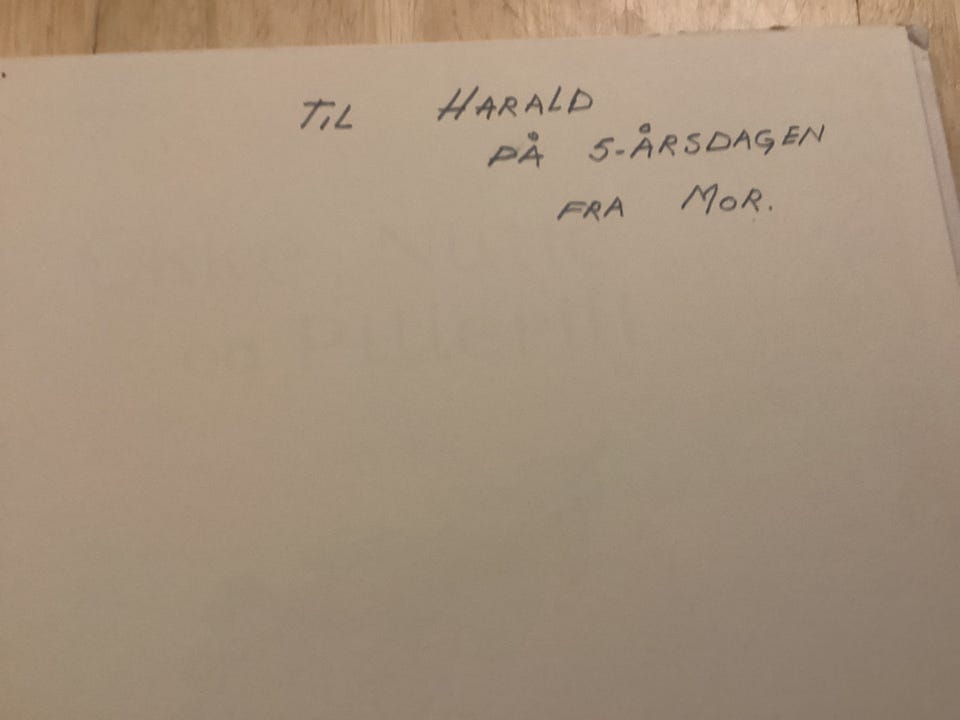 TIL HARALD
PÅ 5-ÅRSDAGEN
FRA MOR.